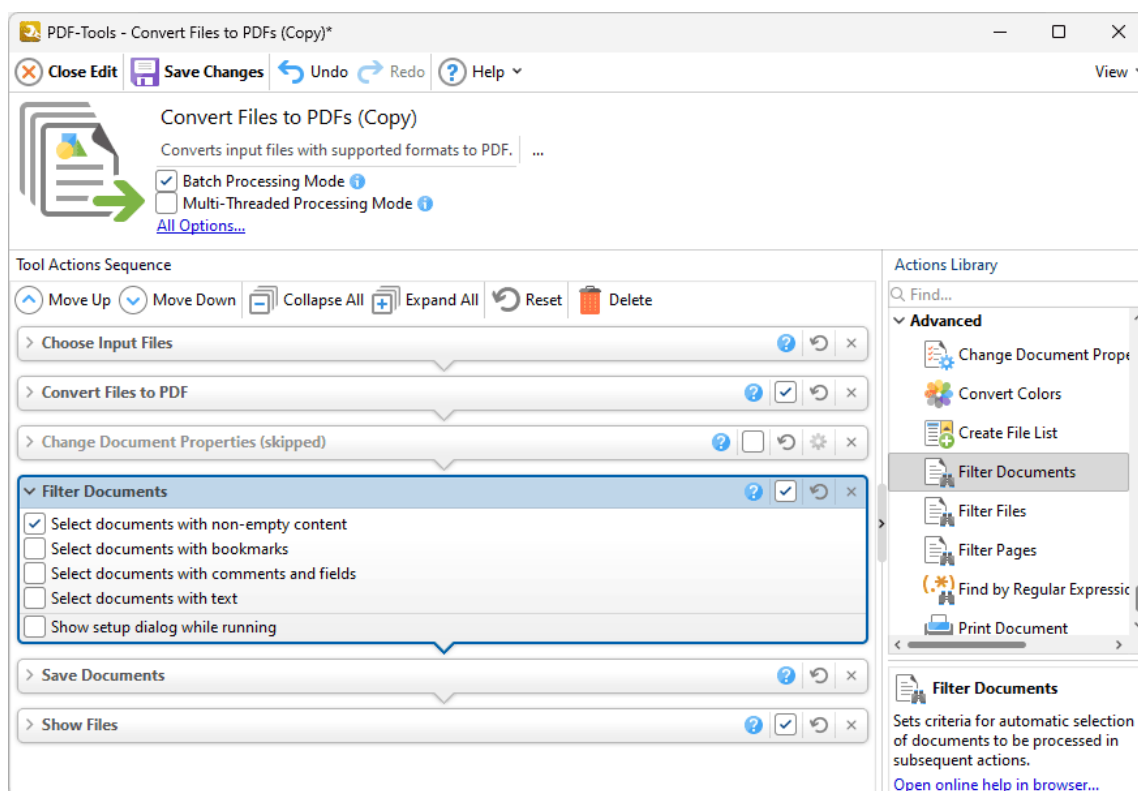 PDF-Tools - Convert Files to PDFs (Copy)*
Close Edit Save Changes Undo Redo Help View
Convert Files to PDFs (Copy)
Converts input files with supported formats to PDF. ...
Batch Processing Mode
Multi-Threaded Processing Mode
All Options...
Tool Actions Sequence
Move Up Move Down Collapse All Expand All Reset Delete
Choose Input Files
Convert Files to PDF
Change Document Properties (skipped)
Filter Documents
Select documents with non-empty content
Select documents with bookmarks
Select documents with comments and fields
Select documents with text
Show setup dialog while running
Save Documents
Show Files
Actions Library
Find...
Advanced
Change Document Prope
Convert Colors
Create File List
Filter Documents
Filter Files
Filter Pages
(.*) Find by Regular Expressic
Print Document
Filter Documents
Sets criteria for automatic selection
of documents to be processed in
subsequent actions.
Open online help in browser...